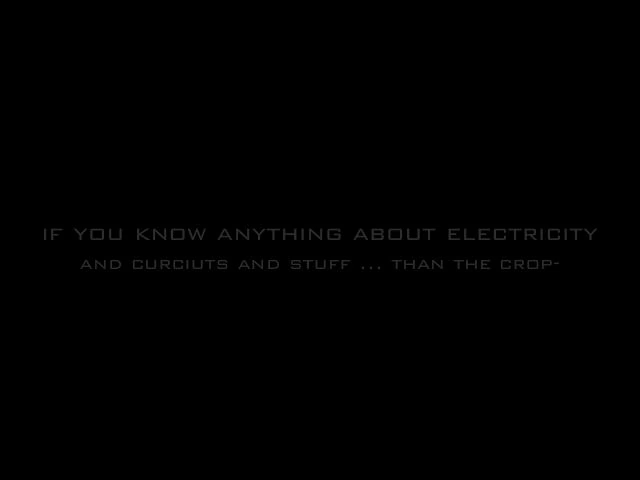 IF YOU KNOW ANYTHING ABOUT ELECTRICITY
AND CURCIUTS AND STUFF ... THAN THE CROP-